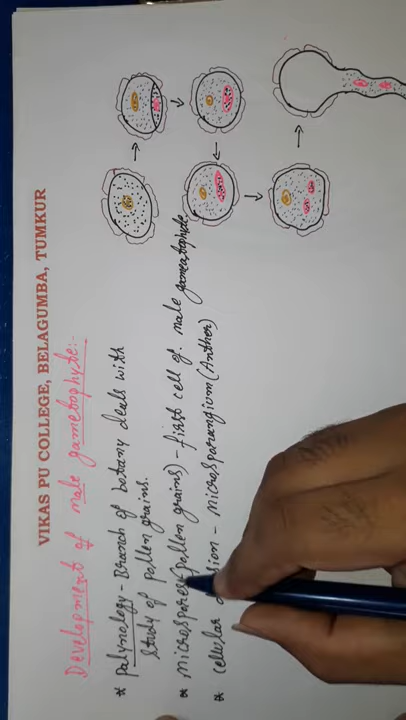 VIKAS PU COLLEGE, BELAGUMBA, TUMKUR
Development of male gametophyte:-
* Palynology - Branch of botany deals with
study of pollen grains.
* Microspores (pollen grains) - first cell of male gametophyte
* Cellular - microsporangium (Anther)